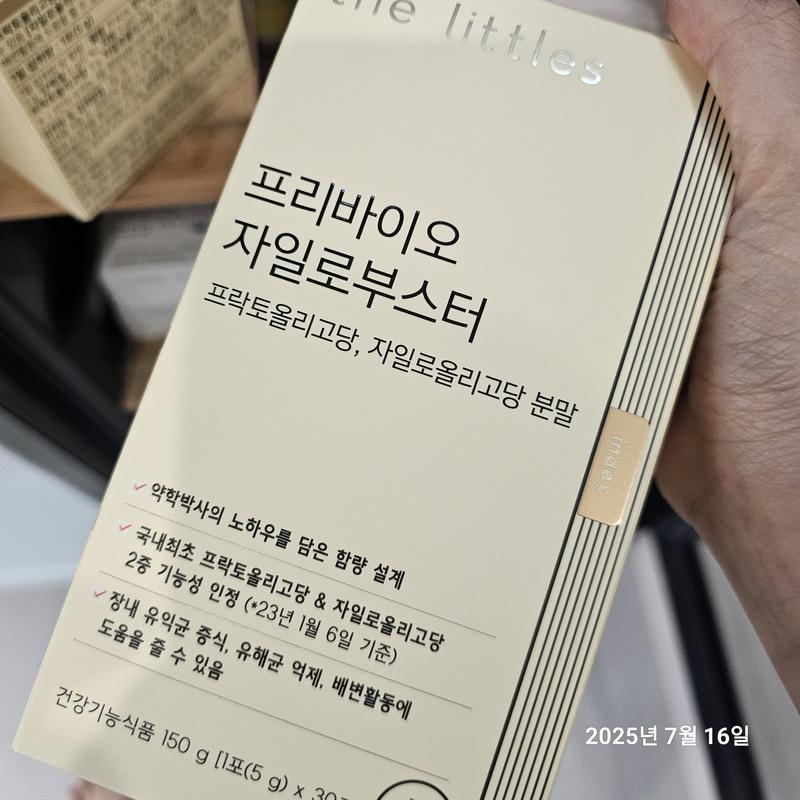 the littles
프리바이오
자일로부스터
프락토올리고당, 자일로올리고당 분말
index
약학박사의 노하우를 담은 함량 설계
국내최초 프락토올리고당 & 자일로올리고당
2중 기능성 인정 (*23년 1월 6일 기준)
장내 유익균 증식, 유해균 억제, 배변활동에
도움을 줄 수 있음
건강기능식품 150 g [1포(5 g) x 30
2025년 7월 16일